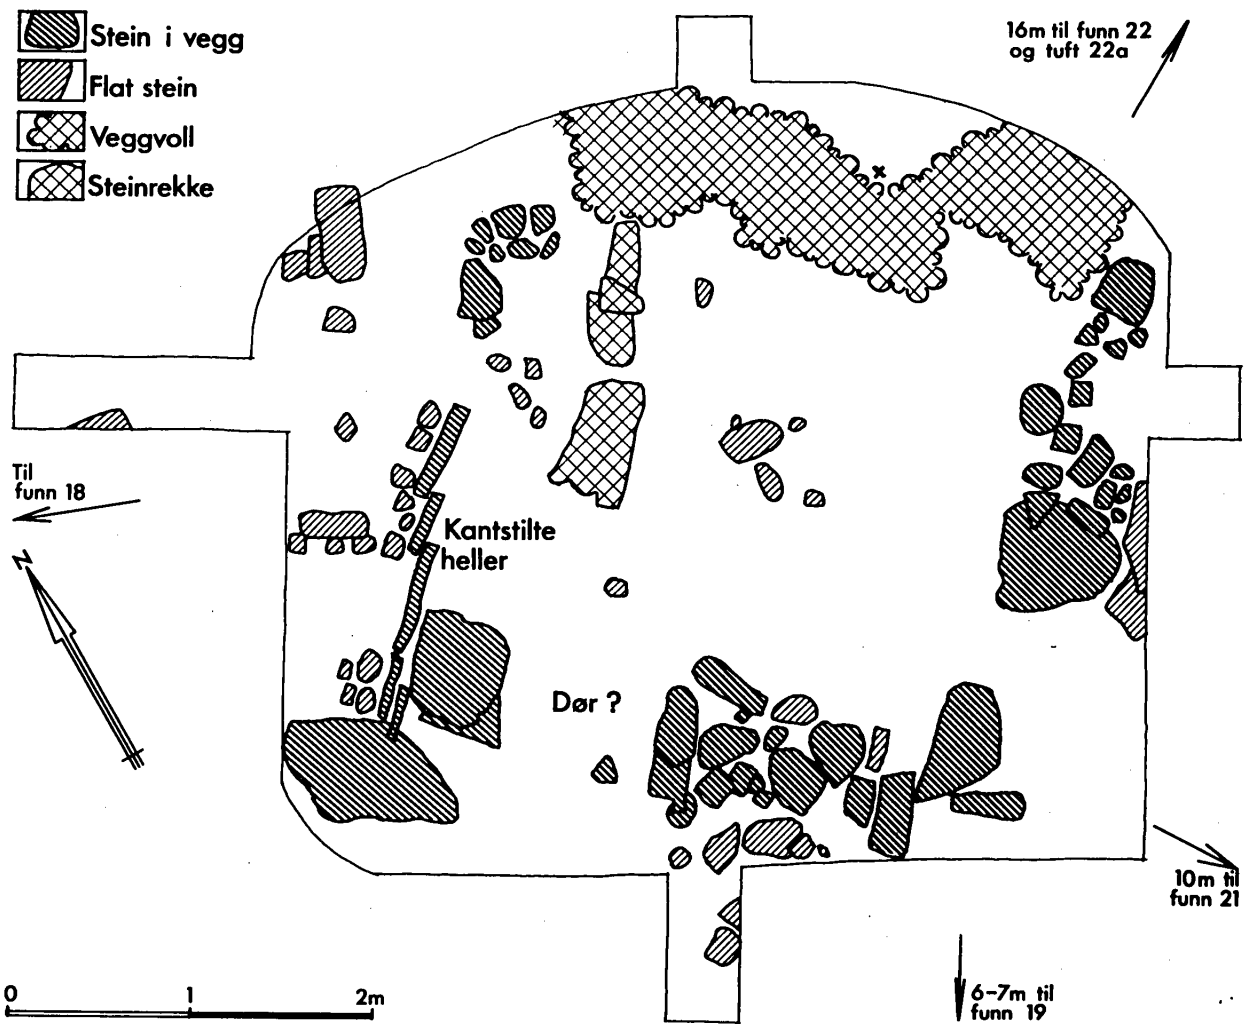 Stein i vegg
Flat stein
Veggvoll
Steinrekke
16m til funn 22
og tuft 22a
x
Til
funn 18
N
Kantstilte
heller
Dør ?
10m til
funn 21
6-7m til
funn 19
0 1 2m